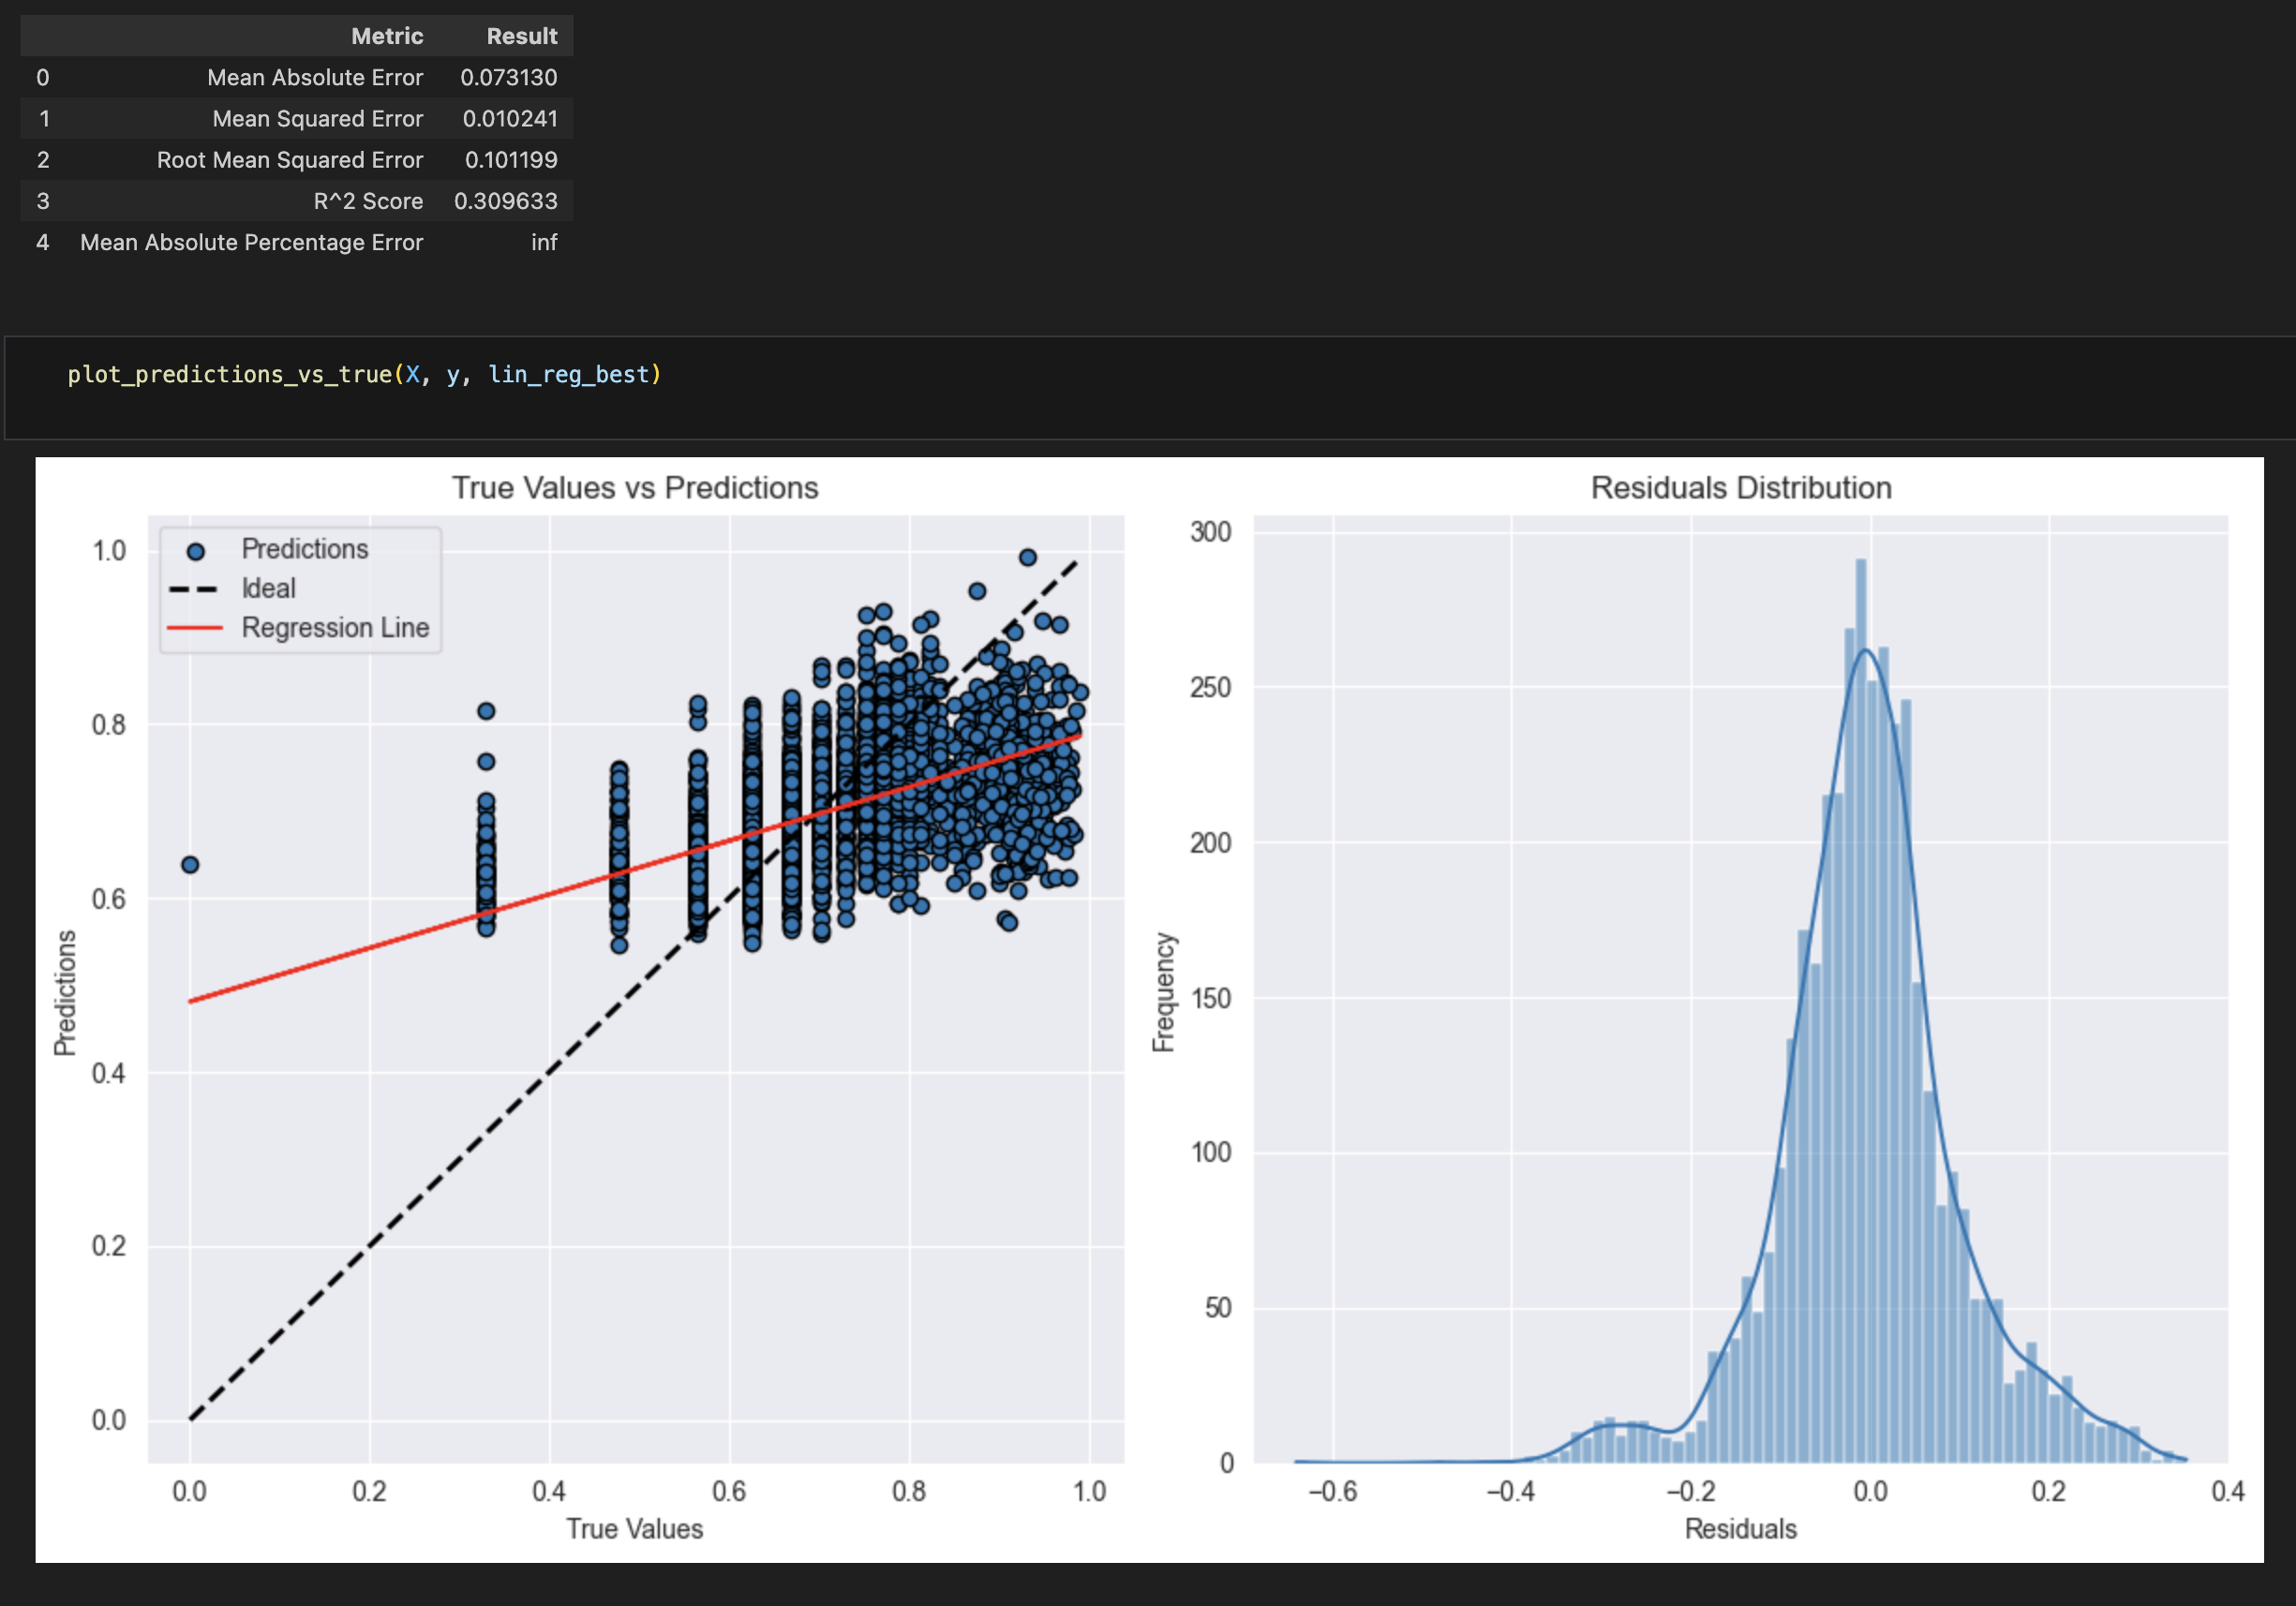 Metric Result
0 Mean Absolute Error 0.073130
1 Mean Squared Error 0.010241
2 Root Mean Squared Error 0.101199
3 R^2 Score 0.309633
4 Mean Absolute Percentage Error inf
plot_predictions_vs_true(X, y, lin_reg_best)
True Values vs Predictions
Predictions
Ideal
Regression Line
1.0
0.8
0.6
0.4
0.2
0.0
Predictions
0.0 0.2 0.4 0.6 0.8 1.0
True Values
Residuals Distribution
300
250
200
150
100
50
0
Frequency
−0.6 −0.4 −0.2 0.0 0.2 0.4
Residuals